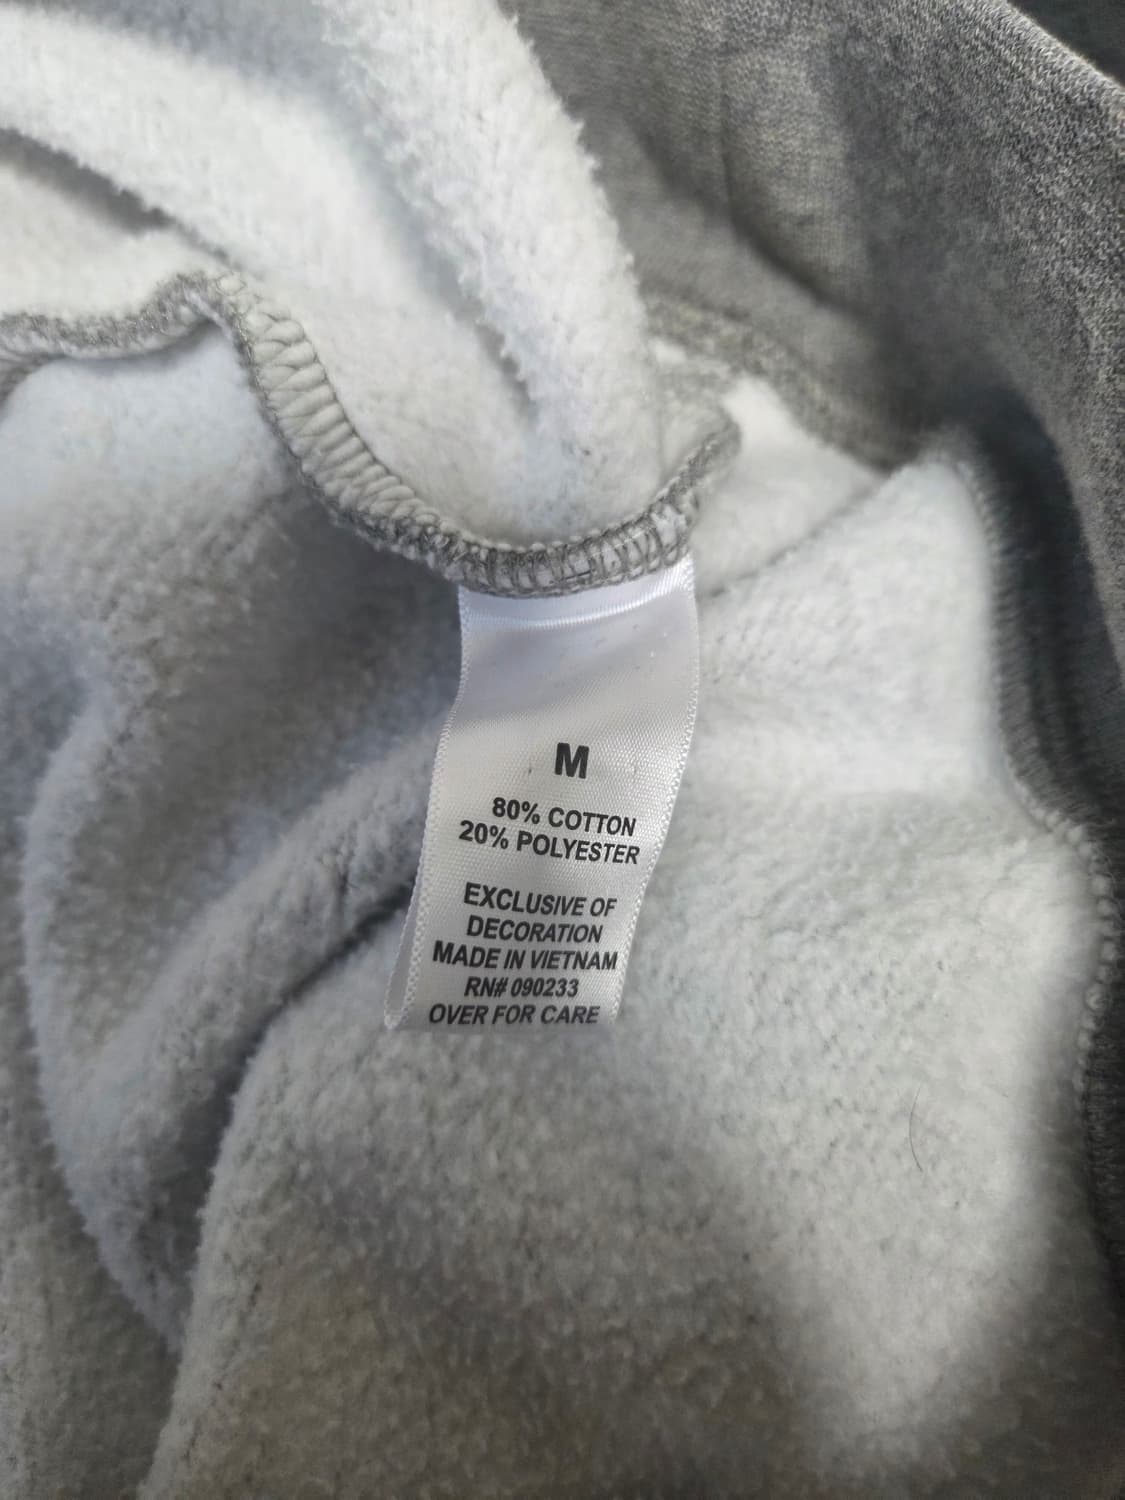 M
80% COTTON
20% POLYESTER
EXCLUSIVE OF
DECORATION
MADE IN VIETNAM
RN# 090233
OVER FOR CARE